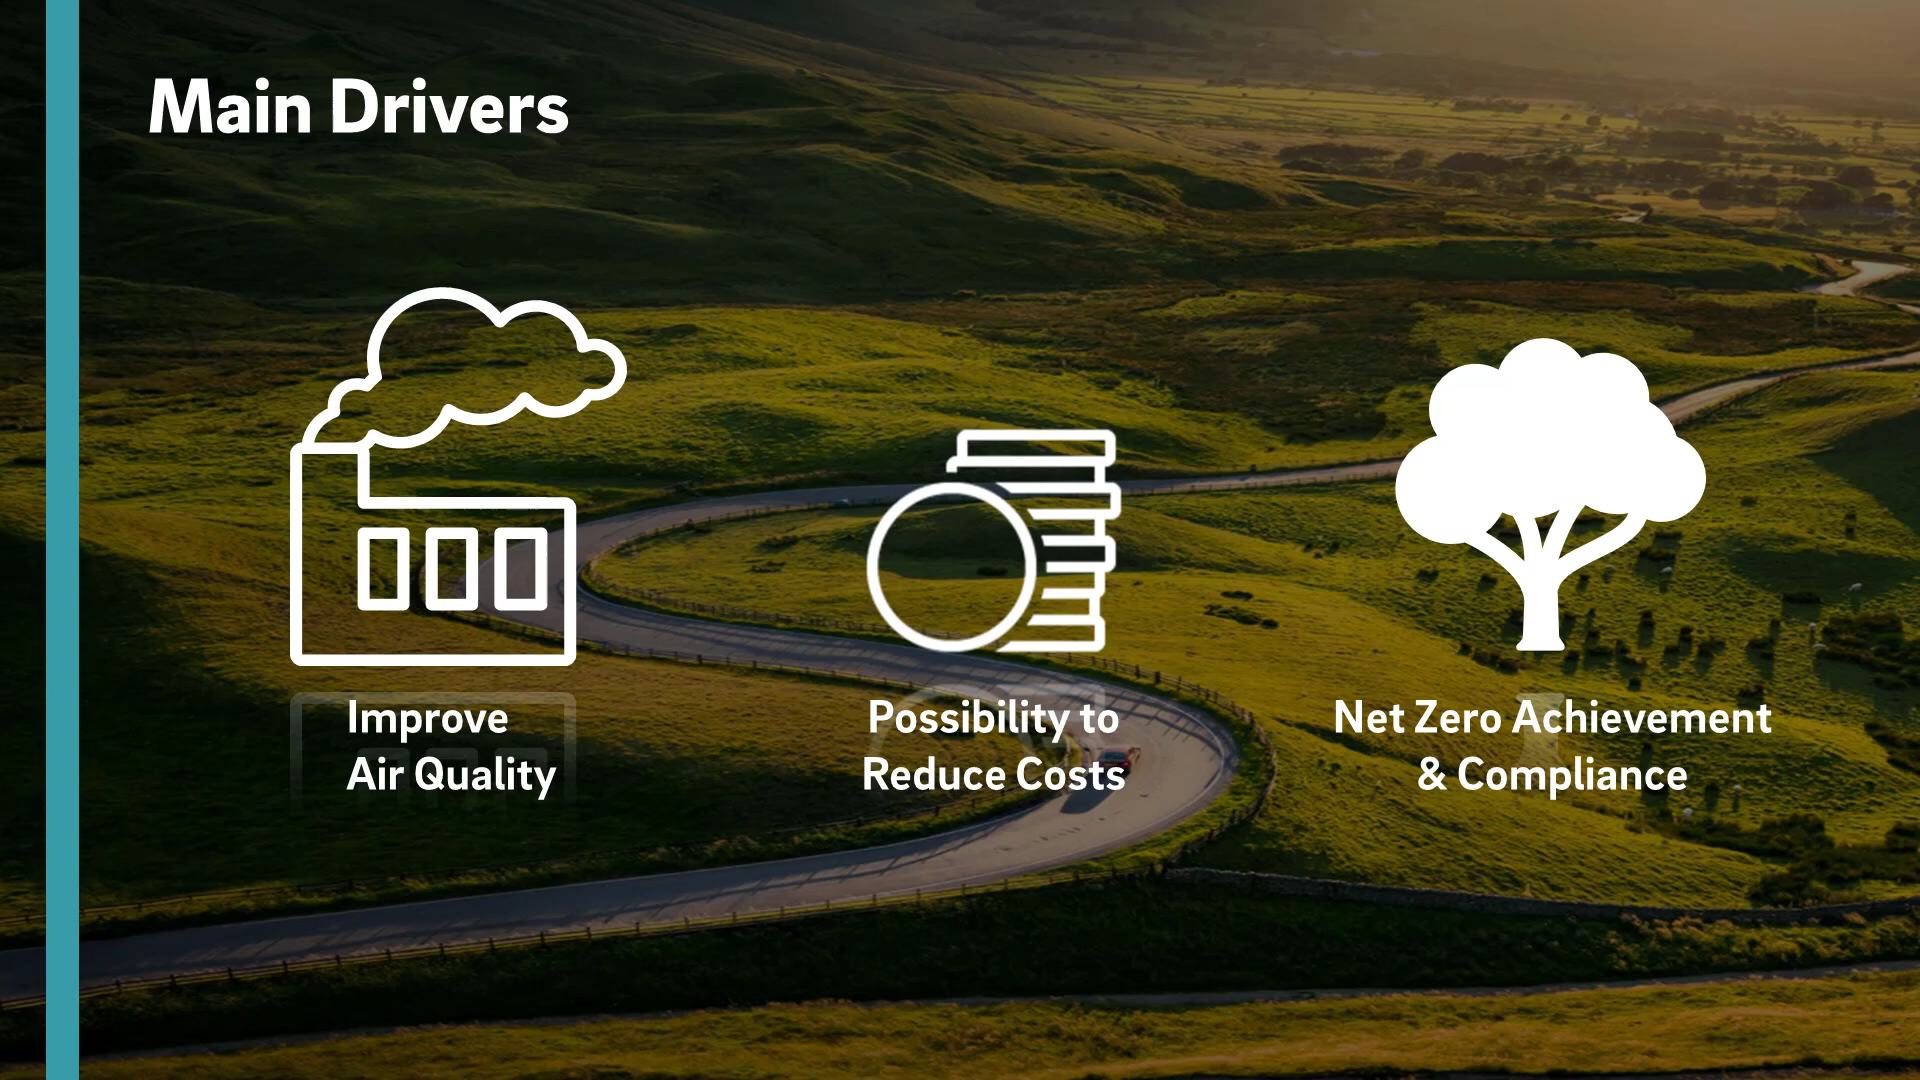 Main Drivers
Improve
Air Quality
Possibility to
Reduce Costs
Net Zero Achievement
& Compliance